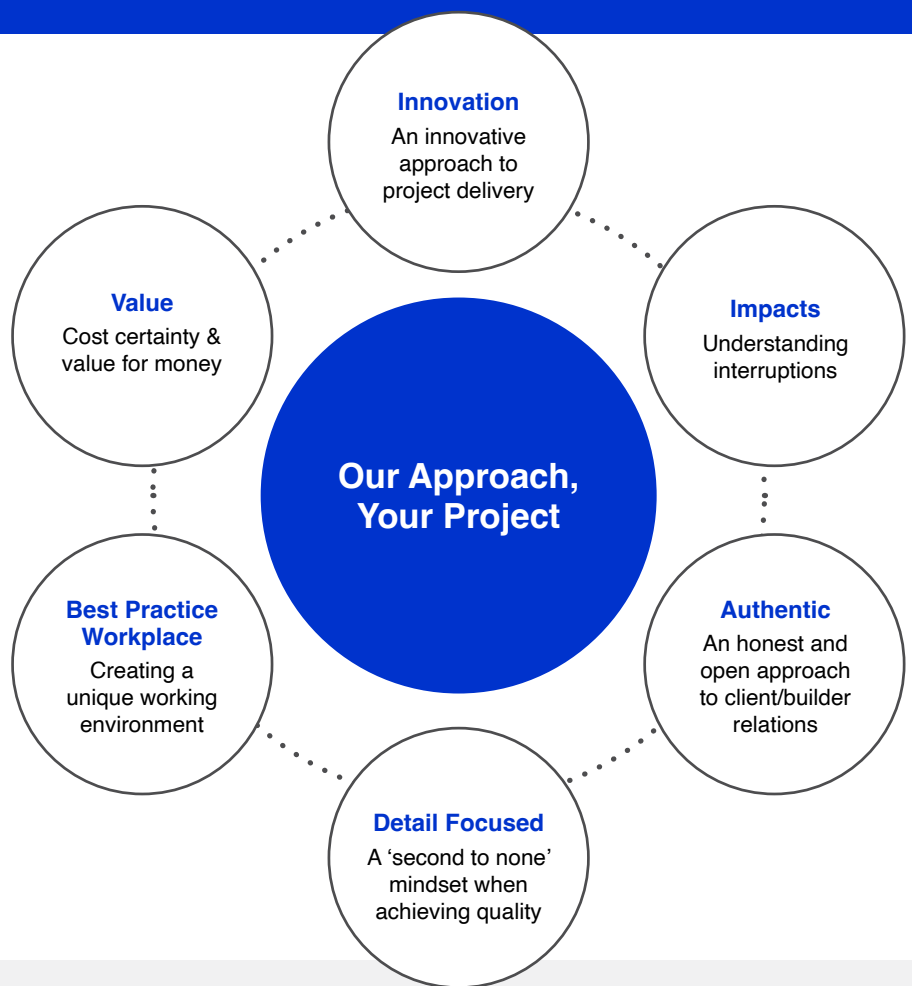 Innovation
An innovative
approach to
project delivery
Value
Cost certainty &
value for money
Impacts
Understanding
interruptions
Our Approach,
Your Project
Best Practice
Workplace
Creating a
unique working
environment
Authentic
An honest and
open approach
to client/builder
relations
Detail Focused
A ‘second to none’
mindset when
achieving quality